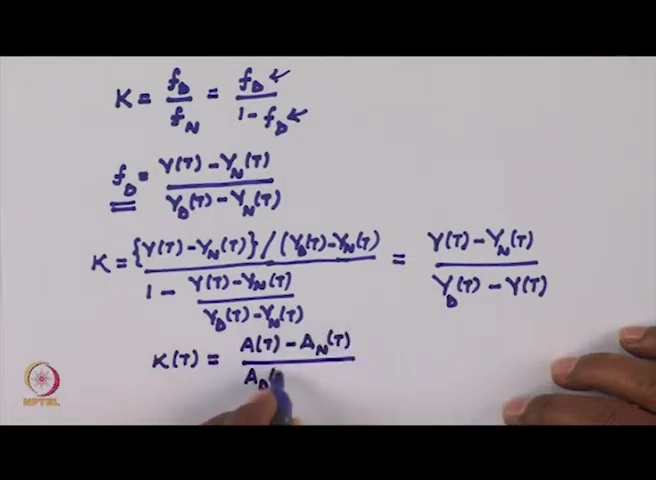 K = f_D / f_N = f_D / 1 - f_D
f_D = Y(T) - Y_N(T) / Y_D(T) - Y_N(T)
K = {Y(T) - Y_N(T)} / (Y_D(T) - Y_N(T) / 1 - Y(T) - Y_N(T) / Y_D(T) - Y_N(T) = Y(T) - Y_N(T) / Y_D(T) - Y(T)
K(T) = A(T) - A_N(T) / A_D(
NPTEL